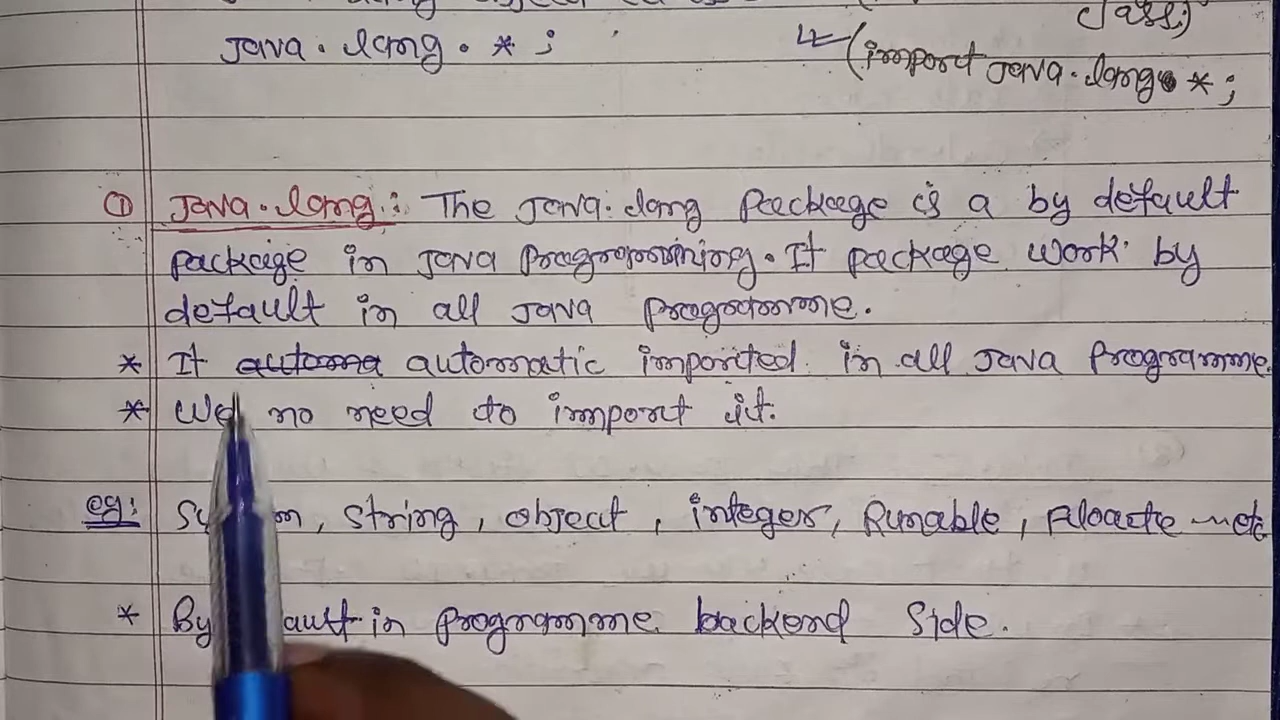 Class)
Java.lang.*;
(import Java.lang.*;
① Java.lang: The Java.lang Package is a by default
package in Java Programming. It package work by
default in all Java programme.
* It automa automatic imported in all Java Programme.
* We no need to import it.
eg: String, object, integer, Runable, etc
* By in programme backend Side.